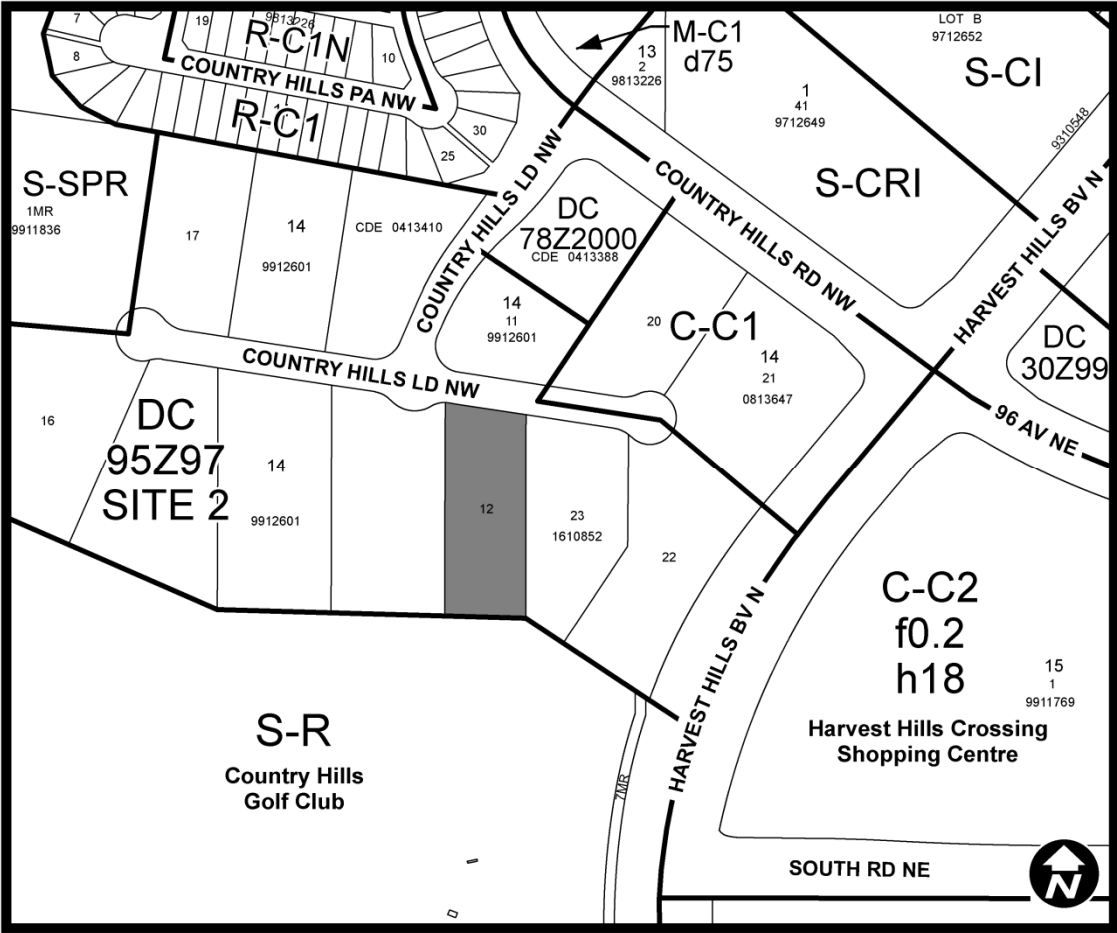 7
19
9813226
R-C1N
10
8
COUNTRY HILLS PA NW
R-C1
30
25
M-C1
d75
13
2
9813226
LOT B
9712652
S-CI
1
41
9712649
9310548
S-CRI
S-SPR
1MR
9911836
17
14
9912601
CDE 0413410
COUNTRY HILLS LD NW
DC
78Z2000
CDE 0413388
COUNTRY HILLS RD NW
HARVEST HILLS BV N
14
11
9912601
20
C-C1
14
21
0813647
DC
30Z99
COUNTRY HILLS LD NW
96 AV NE
16
DC
95Z97
SITE 2
14
9912601
12
23
1610852
22
C-C2
f0.2
h18
15
1
9911769
Harvest Hills Crossing
Shopping Centre
HARVEST HILLS BV N
S-R
Country Hills
Golf Club
7MR
SOUTH RD NE
N